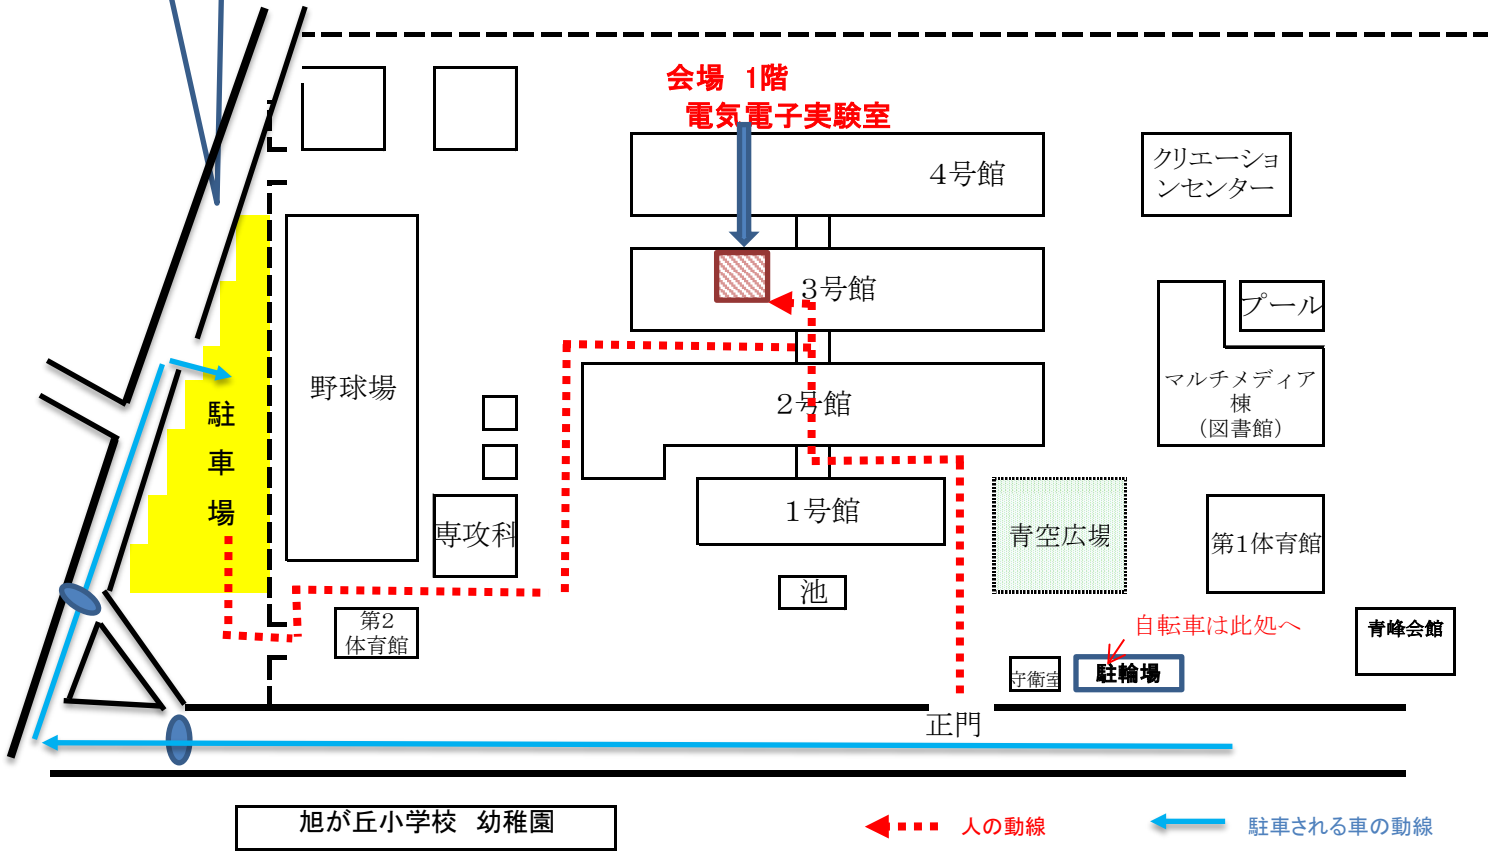 会場　1階
電気電子実験室
４号館
クリエーショ
ンセンター
３号館
プール
野球場
２号館
マルチメディア
棟
（図書館）
駐
車
場
専攻科
１号館
青空広場
第１体育館
池
第２
体育館
自転車は此処へ
青峰会館
守衛室
駐輪場
正門
旭が丘小学校　幼稚園
人の動線
駐車される車の動線